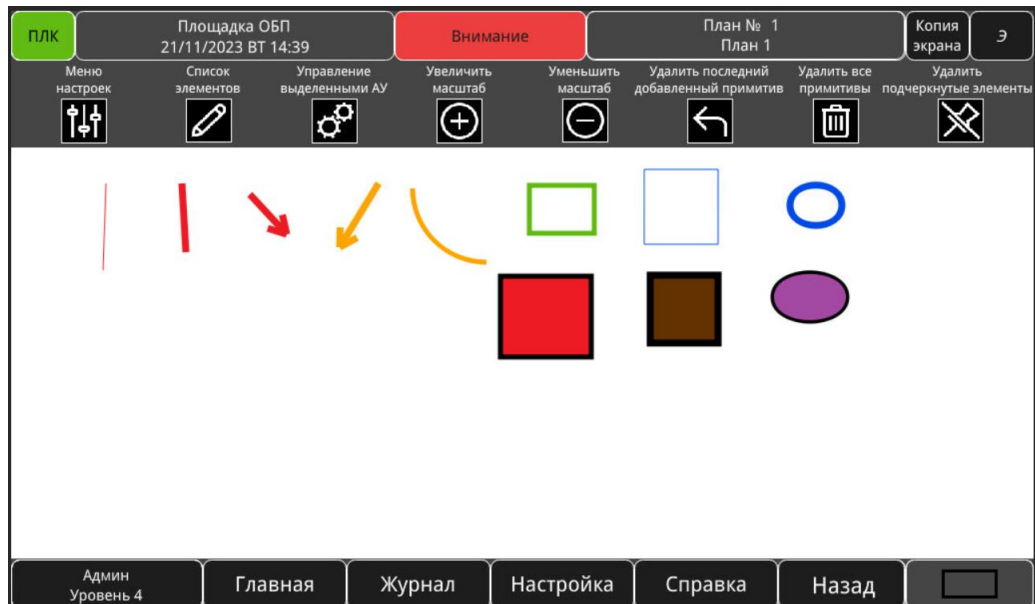 ПЛК
Площадка ОБП
21/11/2023 ВТ 14:39
Внимание
План № 1
План 1
Копия
экрана
Э
Меню
настроек
Список
элементов
Управление
выделенными АУ
Увеличить
масштаб
Уменьшить
масштаб
Удалить последний
добавленный примитив
Удалить все
примитивы
Удалить
подчеркнутые элементы
Админ
Уровень 4
Главная
Журнал
Настройка
Справка
Назад